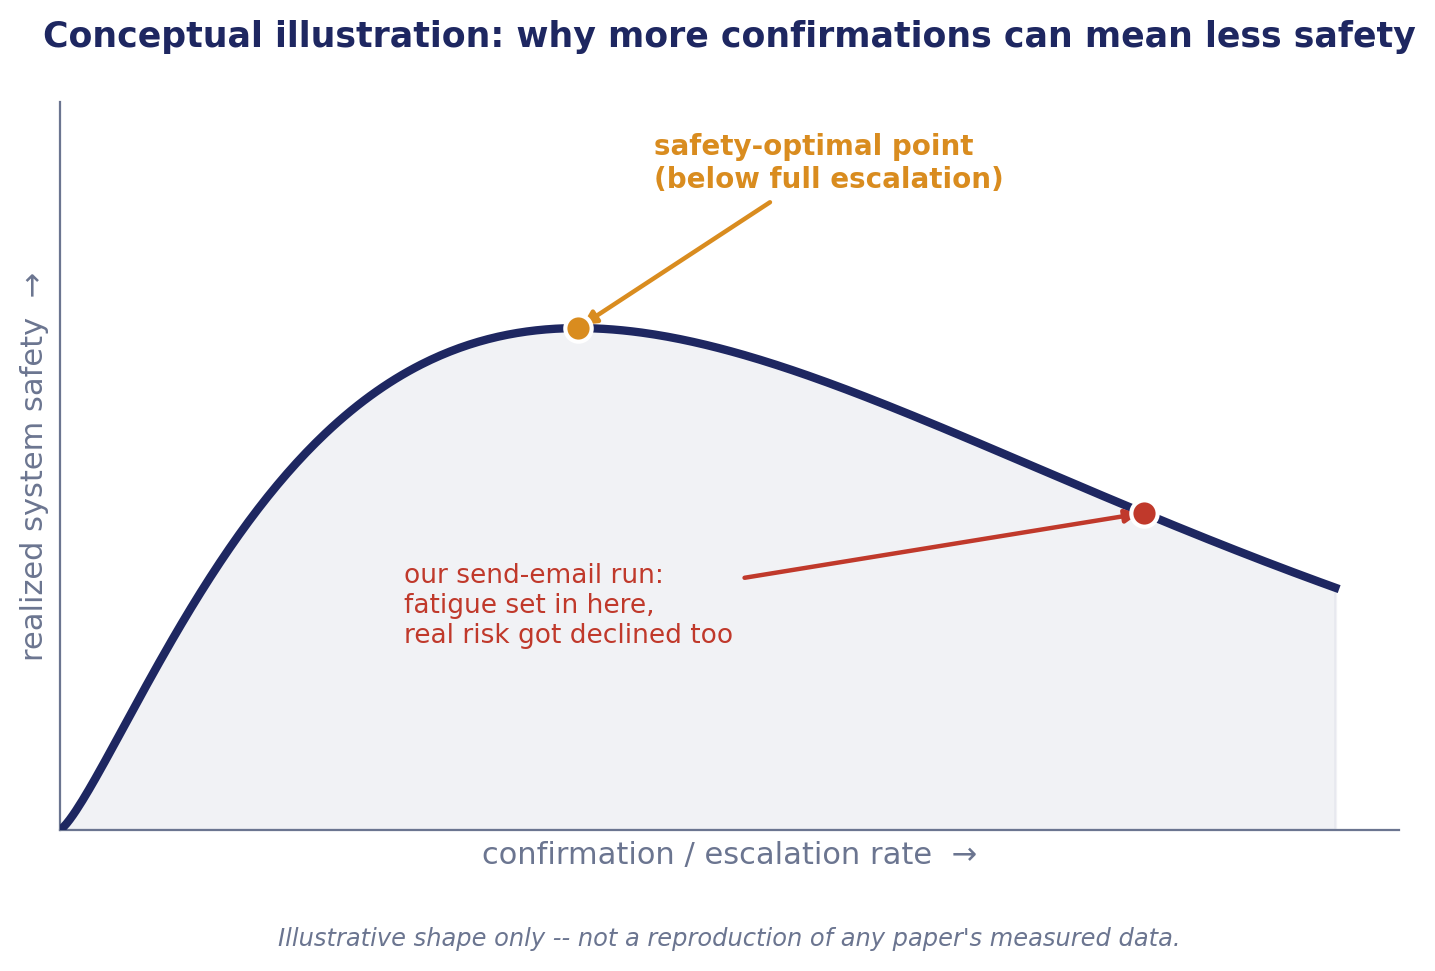 Conceptual illustration: why more confirmations can mean less safety
safety-optimal point
(below full escalation)
realized system safety →
our send-email run:
fatigue set in here,
real risk got declined too
confirmation / escalation rate →
Illustrative shape only -- not a reproduction of any paper's measured data.